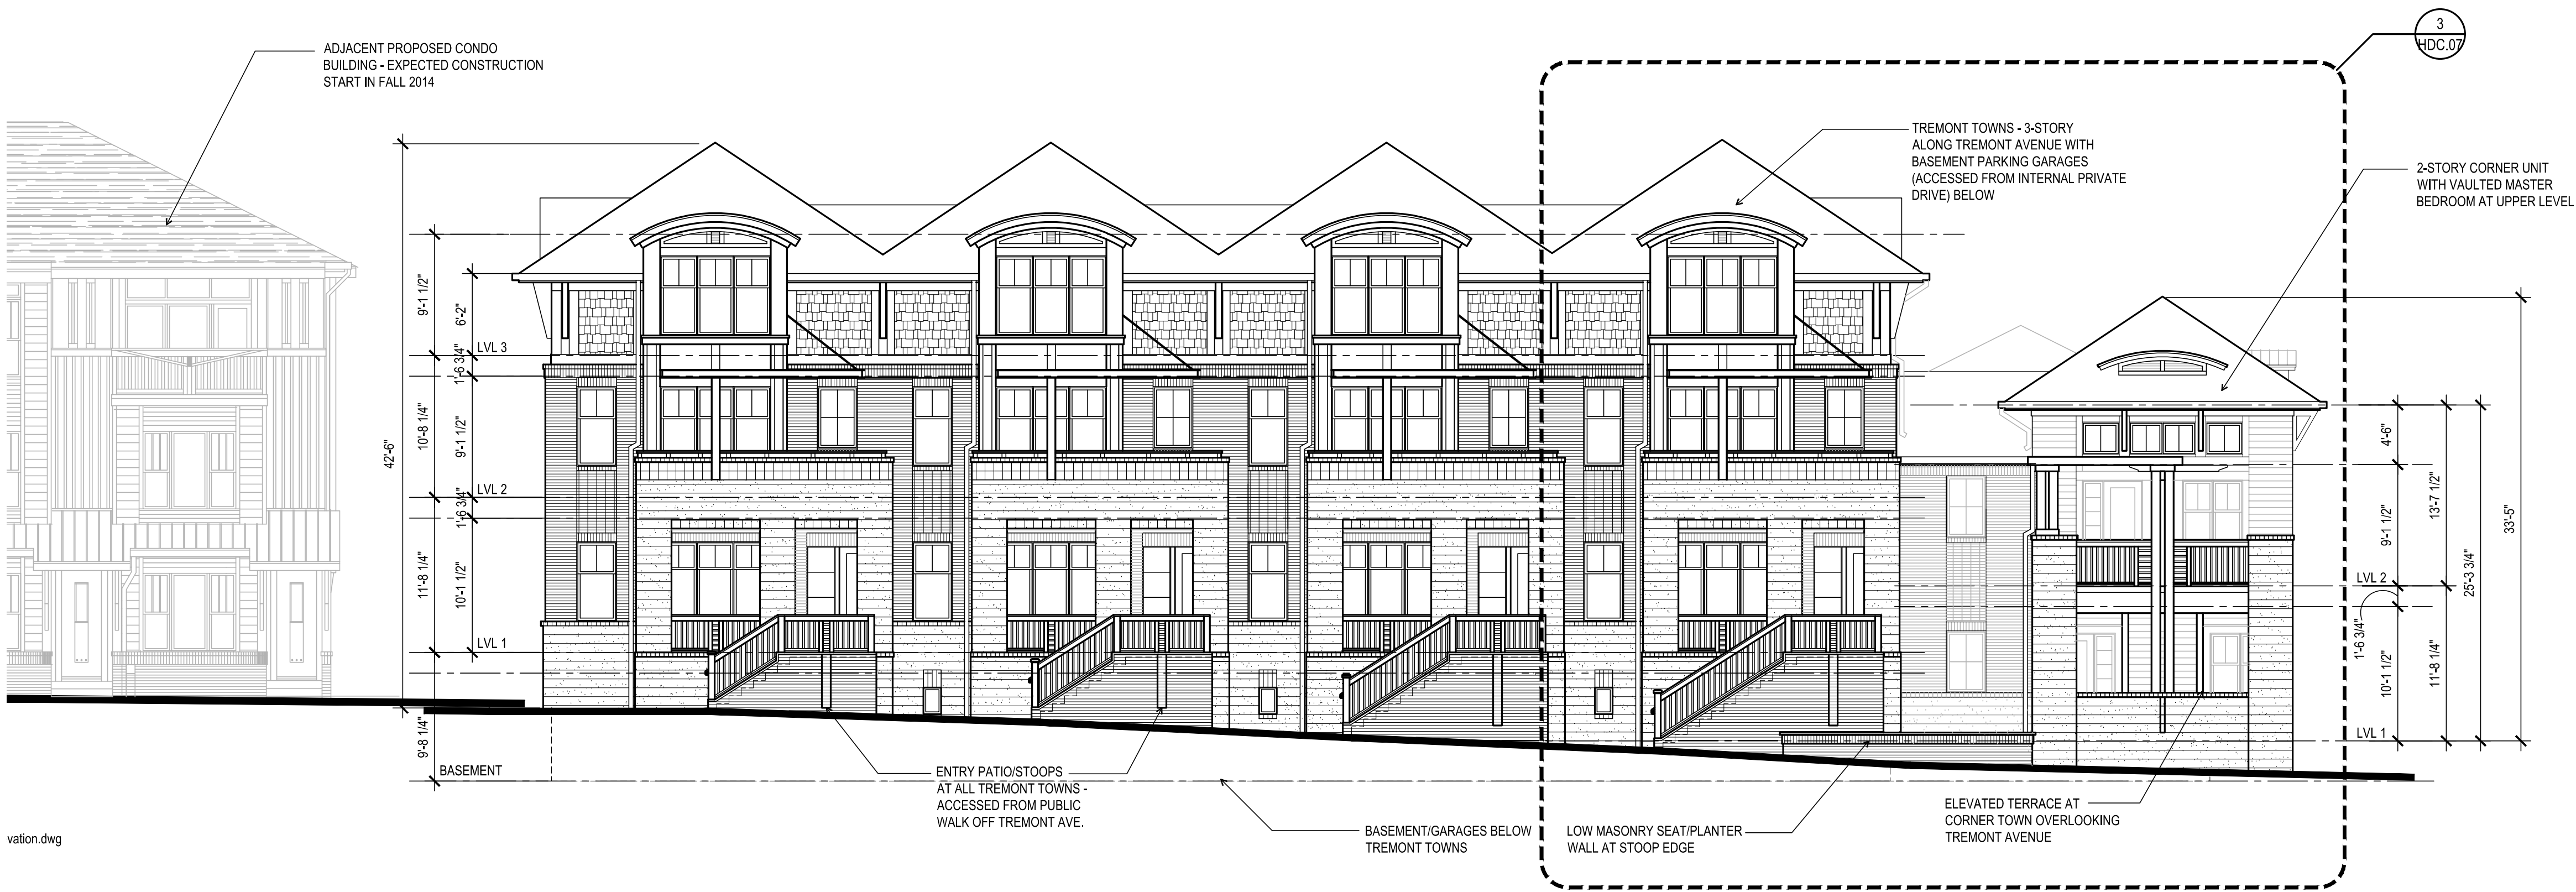 ADJACENT PROPOSED CONDO
BUILDING - EXPECTED CONSTRUCTION
START IN FALL 2014
3
HDC.07
TREMONT TOWNS - 3-STORY
ALONG TREMONT AVENUE WITH
BASEMENT PARKING GARAGES
(ACCESSED FROM INTERNAL PRIVATE
DRIVE) BELOW
2-STORY CORNER UNIT
WITH VAULTED MASTER
BEDROOM AT UPPER LEVEL
42'-6"
9'-1 1/2"
6'-2"
LVL 3
1'-6 3/4"
10'-8 1/4"
9'-1 1/2"
LVL 2
1'-6 3/4"
11'-8 1/4"
10'-1 1/2"
LVL 1
9'-8 1/4"
BASEMENT
4'-6"
9'-1 1/2"
13'-7 1/2"
25'-3 3/4"
33'-5"
LVL 2
1'-6 3/4"
10'-1 1/2"
11'-8 1/4"
LVL 1
ENTRY PATIO/STOOPS
AT ALL TREMONT TOWNS -
ACCESSED FROM PUBLIC
WALK OFF TREMONT AVE.
BASEMENT/GARAGES BELOW
TREMONT TOWNS
LOW MASONRY SEAT/PLANTER
WALL AT STOOP EDGE
ELEVATED TERRACE AT
CORNER TOWN OVERLOOKING
TREMONT AVENUE
vation.dwg